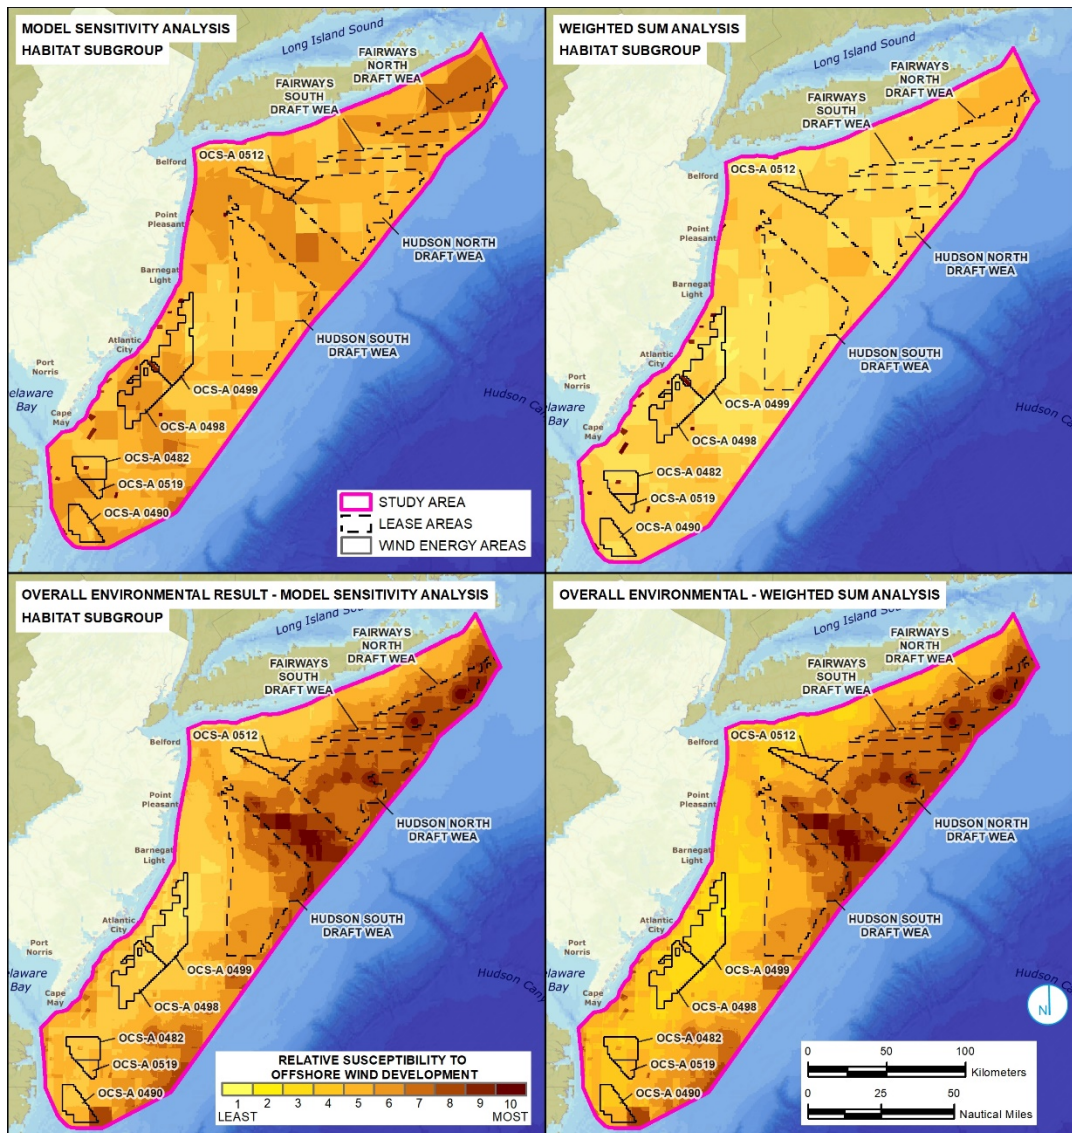 MODEL SENSITIVITY ANALYSIS
HABITAT SUBGROUP
Long Island Sound
FAIRWAYS
NORTH
DRAFT WEA
FAIRWAYS
SOUTH
DRAFT WEA
OCS-A 0512
Belford
Point
Pleasant
HUDSON NORTH
DRAFT WEA
Barnegat
Light
HUDSON SOUTH
DRAFT WEA
Atlantic
City
Port
Norris
OCS-A 0499
elaware
Bay
Cape
May
Hudson Cany
OCS-A 0498
OCS-A 0482
OCS-A 0519
OCS-A 0490
STUDY AREA
LEASE AREAS
WIND ENERGY AREAS
WEIGHTED SUM ANALYSIS
HABITAT SUBGROUP
Long Island Sound
FAIRWAYS
NORTH
DRAFT WEA
FAIRWAYS
SOUTH
DRAFT WEA
OCS-A 0512
Belford
Point
Pleasant
HUDSON NORTH
DRAFT WEA
Barnegat
Light
HUDSON SOUTH
DRAFT WEA
Atlantic
City
Port
Norris
OCS-A 0499
elaware
Bay
Cape
May
Hudson Ca
OCS-A 0498
OCS-A 0482
OCS-A 0519
OCS-A 0490
OVERALL ENVIRONMENTAL RESULT - MODEL SENSITIVITY ANALYSIS
HABITAT SUBGROUP
Long Island Sou
FAIRWAYS
NORTH
DRAFT WEA
FAIRWAYS
SOUTH
DRAFT WEA
OCS-A 0512
Belford
Point
Pleasant
HUDSON NORTH
DRAFT WEA
Barnegat
Light
HUDSON SOUTH
DRAFT WEA
Atlantic
City
Port
Norris
OCS-A 0499
elaware
Bay
Cape
May
Hudson Cany
OCS-A 0498
OCS-A 0482
OCS-A 0519
OCS-A 0490
RELATIVE SUSCEPTIBILITY TO
OFFSHORE WIND DEVELOPMENT
1 2 3 4 5 6 7 8 9 10
LEAST MOST
OVERALL ENVIRONMENTAL - WEIGHTED SUM ANALYSIS
Long Island Sound
FAIRWAYS
NORTH
DRAFT WEA
FAIRWAYS
SOUTH
DRAFT WEA
OCS-A 0512
Belford
Point
Pleasant
HUDSON NORTH
DRAFT WEA
Barnegat
Light
HUDSON SOUTH
DRAFT WEA
Atlantic
City
Port
Norris
OCS-A 0499
elaware
Bay
Cape
May
Hudson Ca
OCS-A 0498
OCS-A 0482
OCS-A 0519
OCS-A 0490
N
0 50 100
Kilometers
0 25 50
Nautical Miles